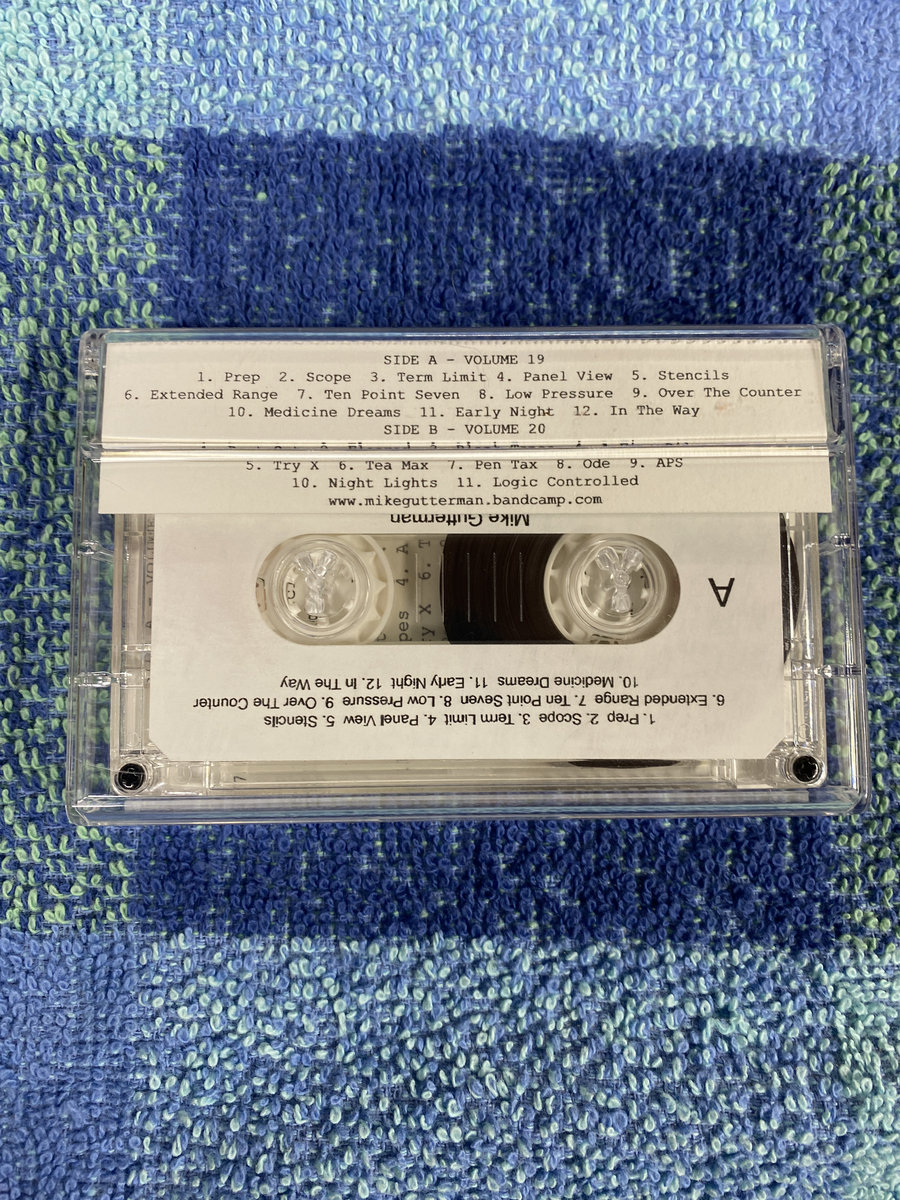 SIDE A - VOLUME 19
1. Prep 2. Scope 3. Term Limit 4. Panel View 5. Stencils
6. Extended Range 7. Ten Point Seven 8. Low Pressure 9. Over The Counter
10. Medicine Dreams 11. Early Night 12. In The Way
SIDE B - VOLUME 20
5. Try X 6. Tea Max 7. Pen Tax 8. Ode 9. APS
10. Night Lights 11. Logic Controlled
www.mikegutterman.bandcamp.com
Mike Gutterman
A
1. Prep 2. Scope 3. Term Limit 4. Panel View 5. Stencils
6. Extended Range 7. Ten Point Seven 8. Low Pressure 9. Over The Counter
10. Medicine Dreams 11. Early Night 12. In The Way